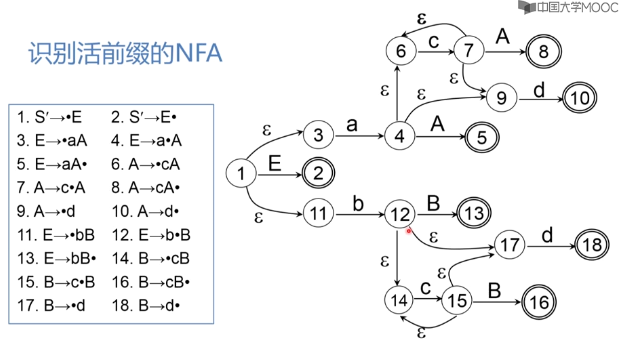 中国大学MOOC
识别活前缀的NFA
1. S′→•E 2. S′→E•
3. E→•aA 4. E→a•A
5. E→aA• 6. A→•cA
7. A→c•A 8. A→cA•
9. A→•d 10. A→d•
11. E→•bB 12. E→b•B
13. E→bB• 14. B→•cB
15. B→c•B 16. B→cB•
17. B→•d 18. B→d•
ε
6 c 7 A 8
ε ε ε 9 d 10
ε 3 a 4 A 5
1 E 2
ε 11 b 12 B 13
ε ε 17 d 18
ε 14 c 15 B 16
ε